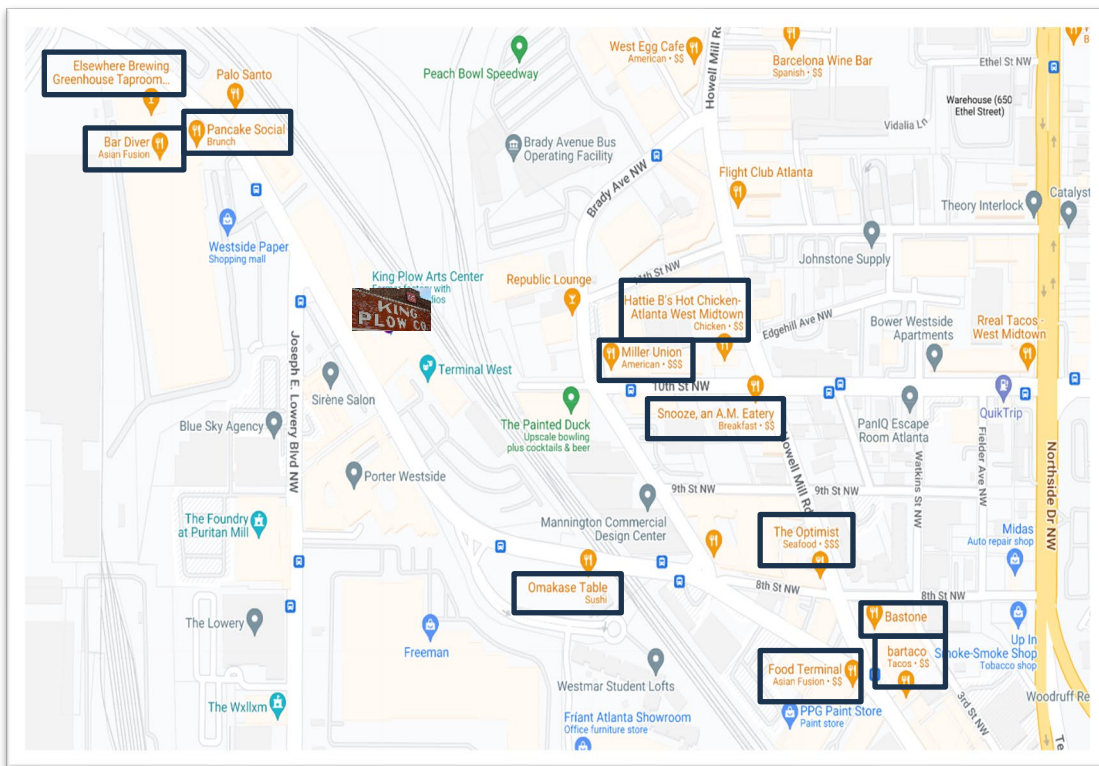 Elsewhere Brewing
Greenhouse Taproom...
Palo Santo
Pancake Social
Brunch
Bar Diver
Asian Fusion
Westside Paper
Shopping mall
Peach Bowl Speedway
West Egg Cafe
American • $$
Howell Mill Rd
Barcelona Wine Bar
Spanish • $$
Ethel St NW
Warehouse (650
Ethel Street)
Vidalia Ln
Brady Avenue Bus
Operating Facility
Brady Ave NW
Flight Club Atlanta
Theory Interlock
Catalyst
Johnstone Supply
King Plow Arts Center
with
KING
PLOW CO
Republic Lounge
St NW
Hattie B's Hot Chicken-
Atlanta West Midtown
Chicken • $$
Edgehill Ave NW
Bower Westside
Apartments
Rreal Tacos -
West Midtown
Miller Union
American • $$$
10th St NW
Terminal West
Sirène Salon
Joseph E. Lowery Blvd NW
Blue Sky Agency
The Painted Duck
Upscale bowling
plus cocktails & beer
Snooze, an A.M. Eatery
Breakfast • $$
Howell Mill Rd
PanIQ Escape
Room Atlanta
QuikTrip
Porter Westside
9th St NW
9th St NW
Watkins St NW
Fielder Ave NW
Northside Dr NW
The Foundry
at Puritan Mill
Mannington Commercial
Design Center
The Optimist
Seafood • $$$
Midas
Auto repair shop
Omakase Table
Sushi
8th St NW
8th St NW
The Lowery
Freeman
Bastone
bartaco
Tacos • $$
Up In
Smoke-Smoke Shop
Tobacco shop
Food Terminal
Asian Fusion • $$
Westmar Student Lofts
3rd St NW
Woodruff Re
The Wxllxm
Friant Atlanta Showroom
Office furniture store
PPG Paint Store
Paint store
Te